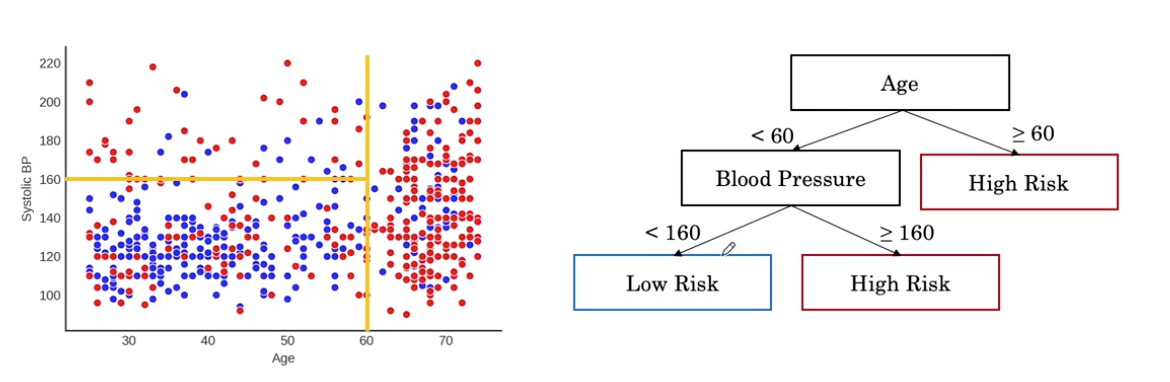 220
200
180
160
140
120
100
Systolic BP
30 40 50 60 70
Age
Age
< 60
≥ 60
Blood Pressure
High Risk
< 160
≥ 160
Low Risk
High Risk